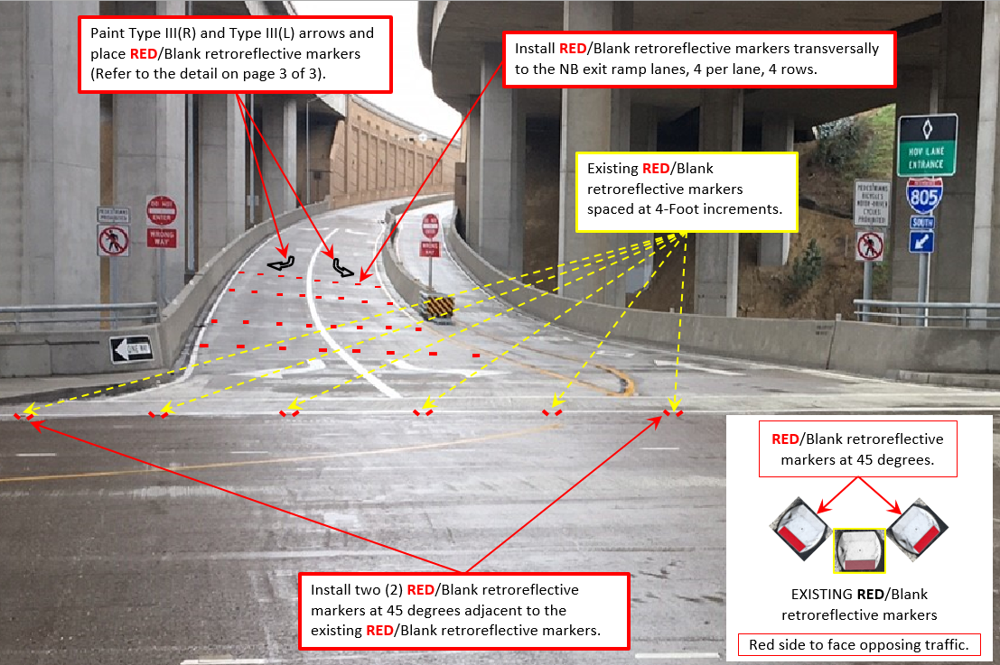 Paint Type III(R) and Type III(L) arrows and
place RED/Blank retroreflective markers
(Refer to the detail on page 3 of 3).
Install RED/Blank retroreflective markers transversally
to the NB exit ramp lanes, 4 per lane, 4 rows.
Existing RED/Blank
retroreflective markers
spaced at 4-Foot increments.
HOV LANE
ENTRANCE
PEDESTRIANS
BICYCLES
MOTOR-DRIVEN
CYCLES
PROHIBITED
805
SOUTH
PEDESTRIANS
PROHIBITED
DO NOT
ENTER
WRONG
WAY
DO NOT
ENTER
WRONG
WAY
ONE WAY
RED/Blank retroreflective
markers at 45 degrees.
EXISTING RED/Blank
retroreflective markers
Red side to face opposing traffic.
Install two (2) RED/Blank retroreflective
markers at 45 degrees adjacent to the
existing RED/Blank retroreflective markers.